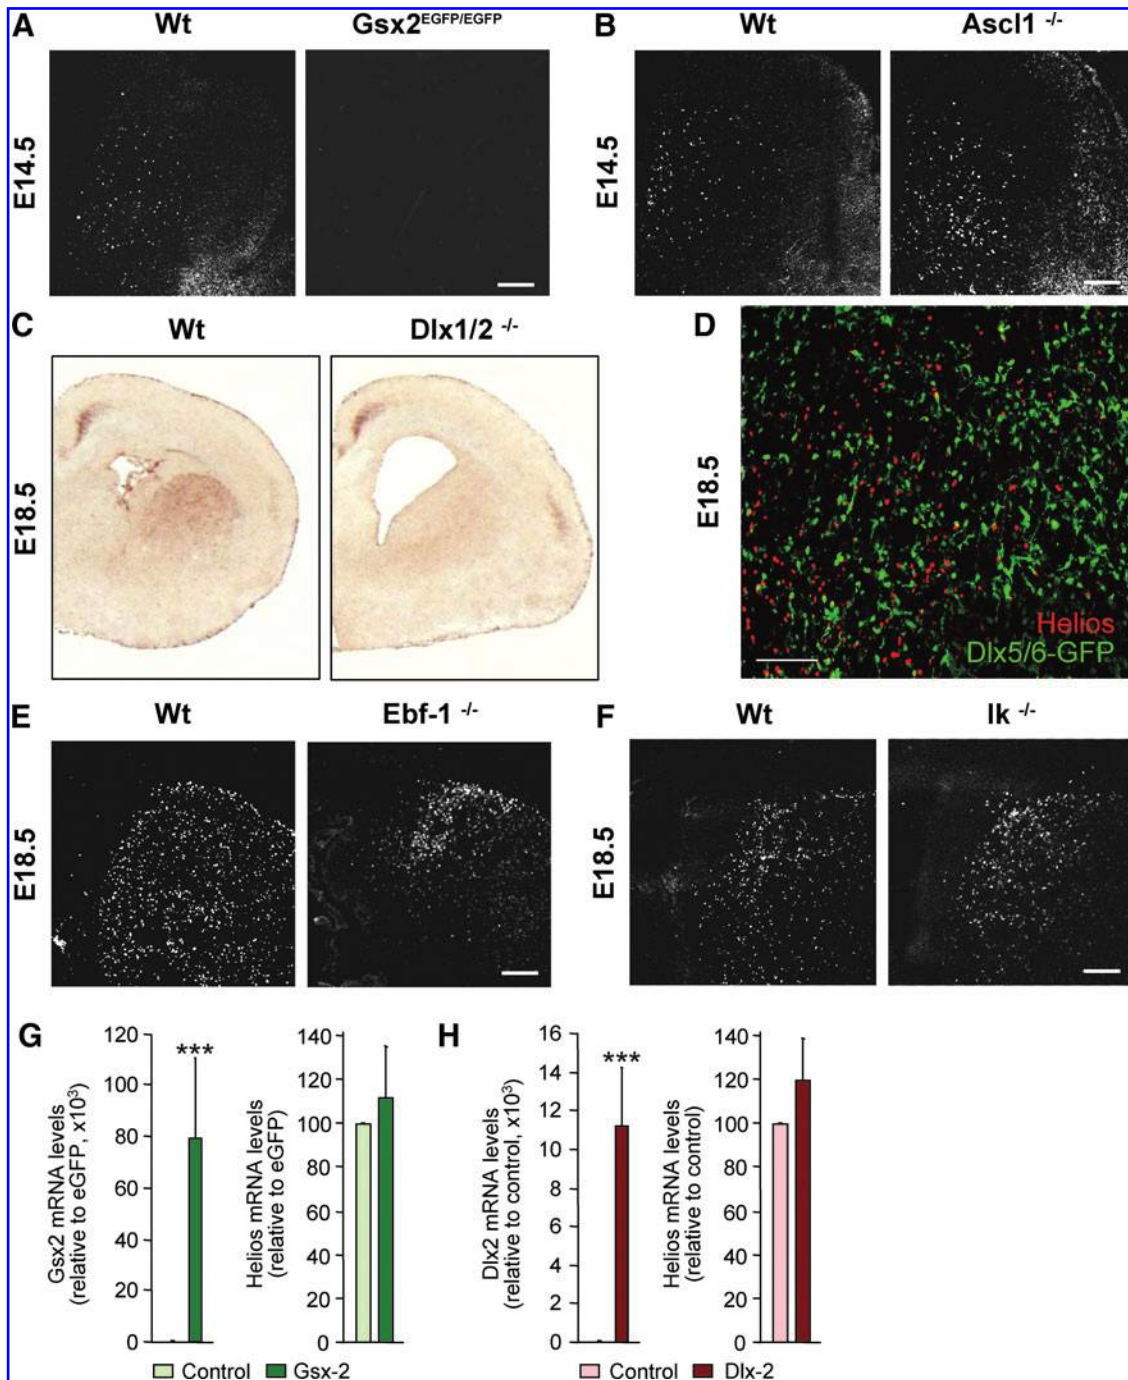 A Wt Gsx2EGFP/EGFP
B Wt Ascl1 -/-
E14.5
E14.5
C Wt Dlx1/2 -/-
D
E18.5
E18.5
Helios
Dlx5/6-GFP
E Wt Ebf-1 -/-
F Wt Ik -/-
E18.5
E18.5
G
Gsx2 mRNA levels
(relative to eGFP, x10³)
120
100
80
60
40
20
0
***
Helios mRNA levels
(relative to eGFP)
140
120
100
80
60
40
20
0
Control Gsx-2
H
Dlx2 mRNA levels
(relative to control, x10³)
16
14
12
10
8
6
4
2
0
***
Helios mRNA levels
(relative to control)
140
120
100
80
60
40
20
0
Control Dlx-2